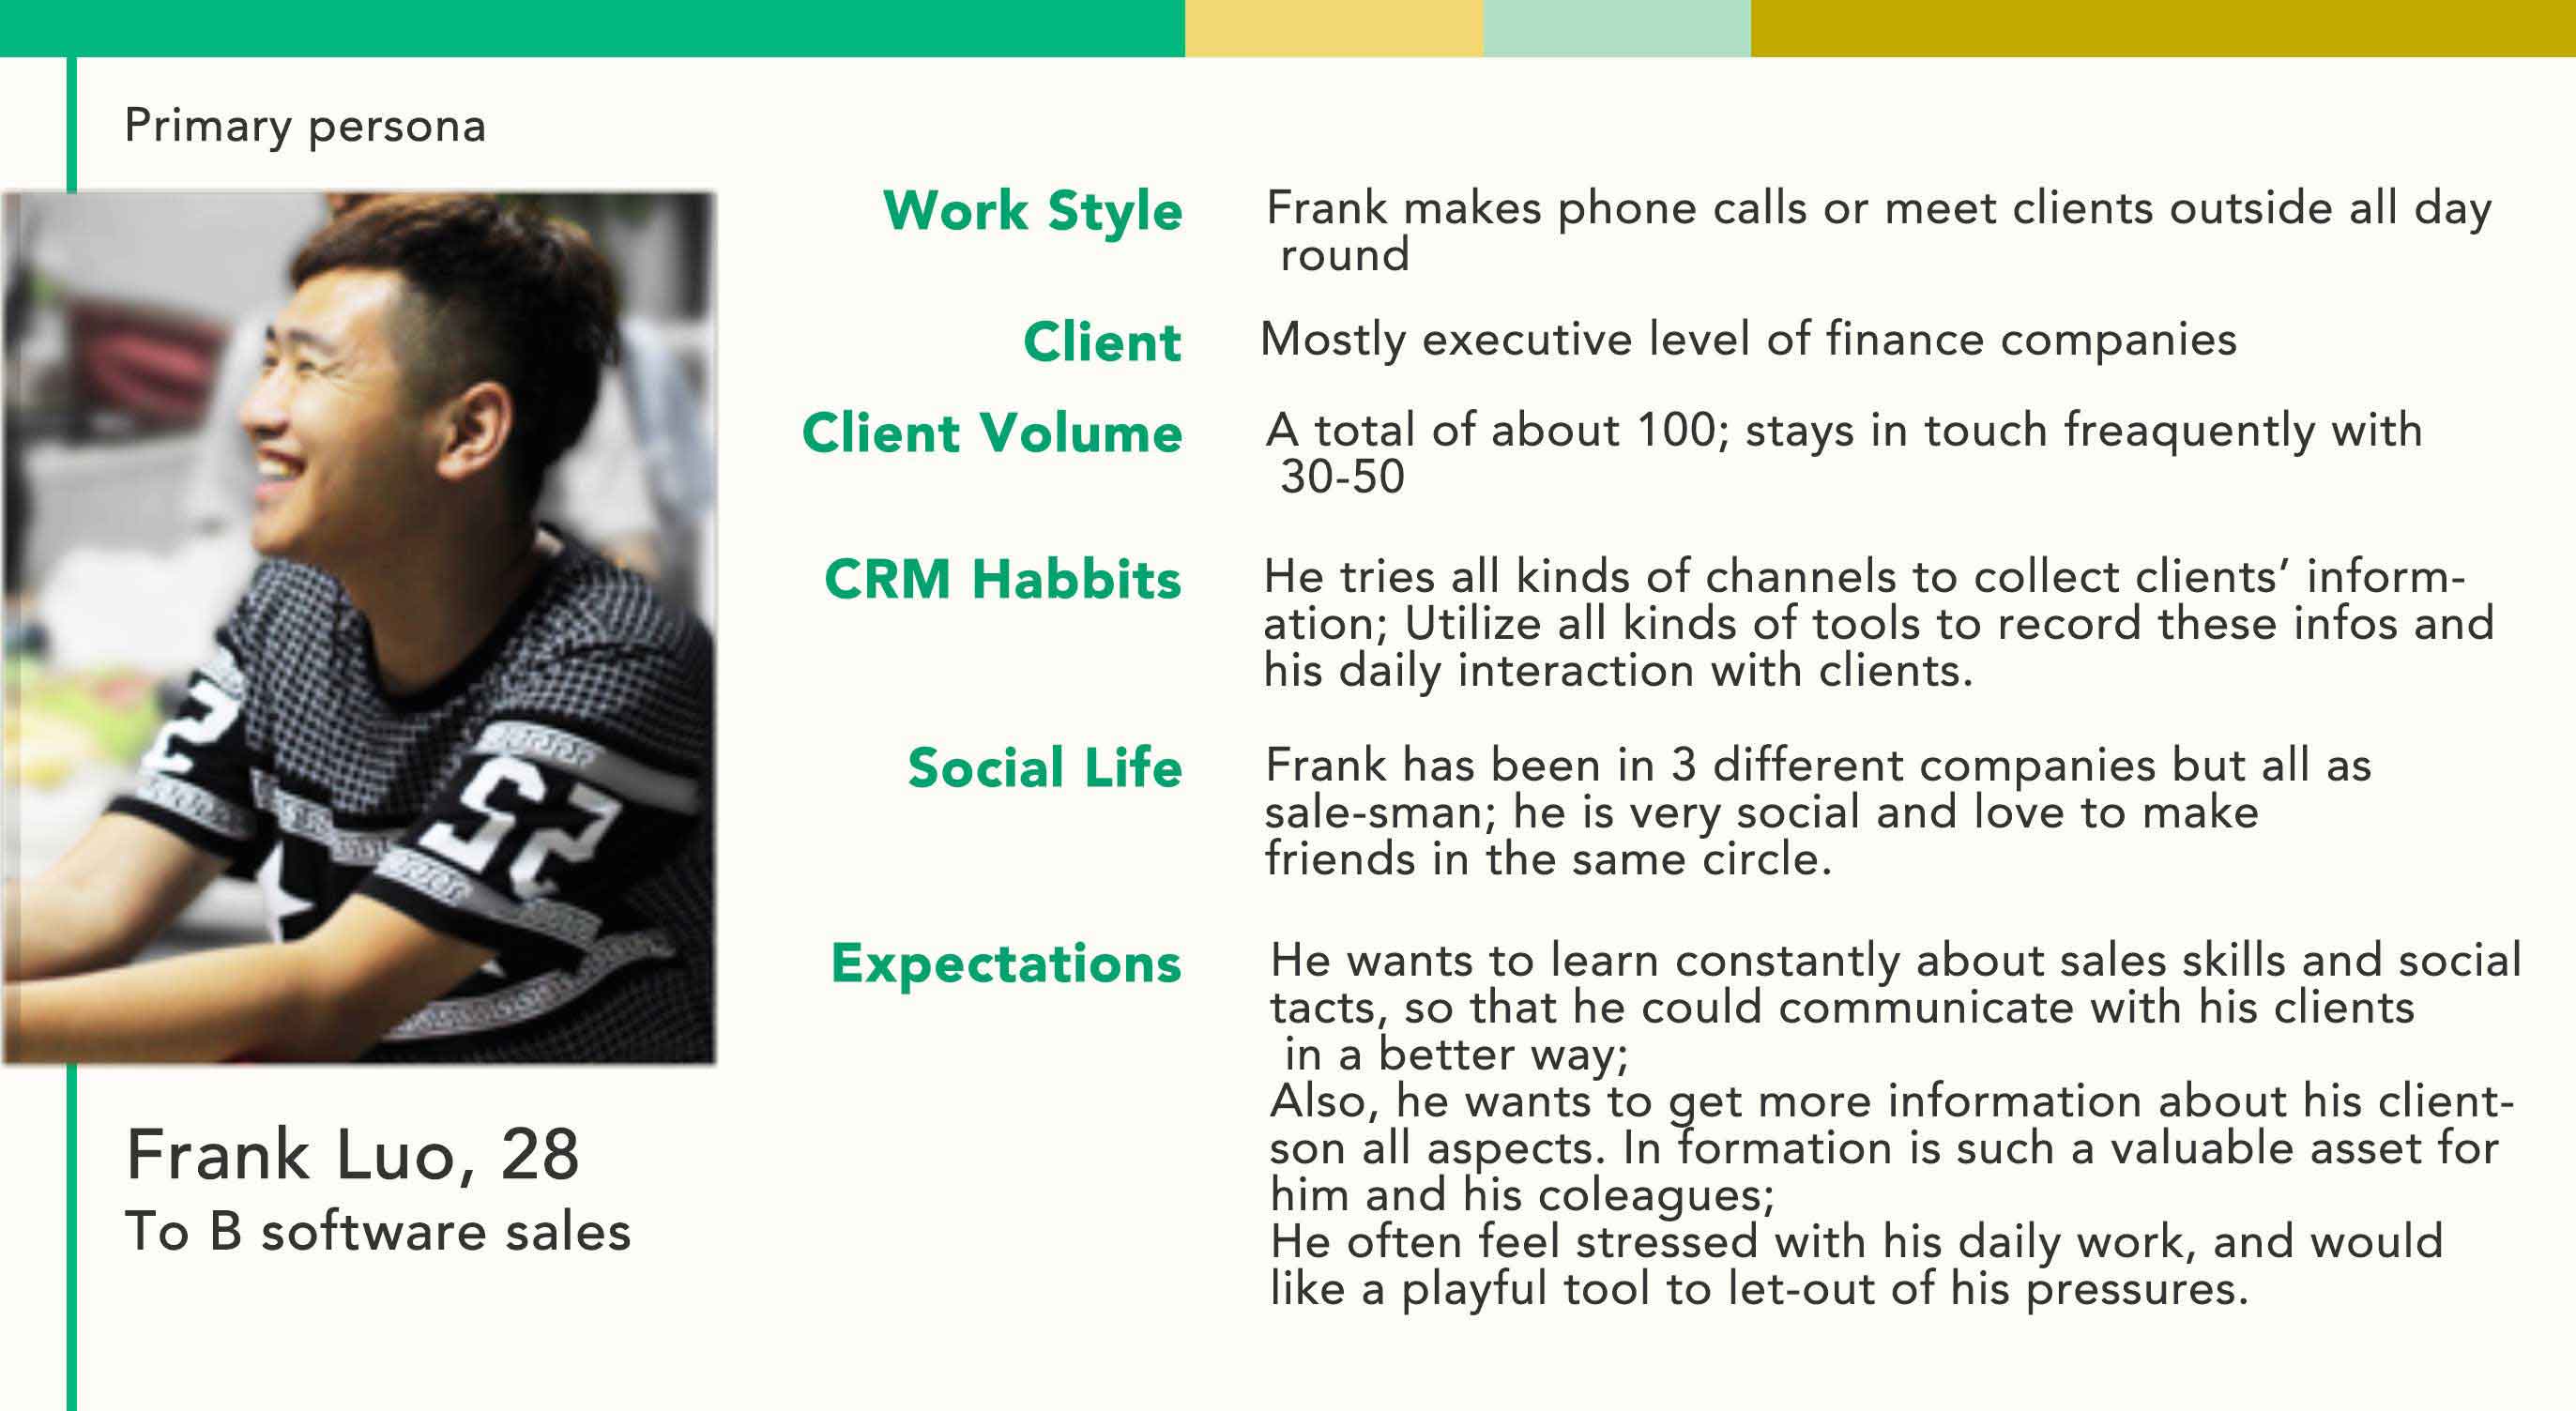 Primary persona
Work Style
Frank makes phone calls or meet clients outside all day
round
Client
Mostly executive level of finance companies
Client Volume
A total of about 100; stays in touch freaquently with
30-50
CRM Habbits
He tries all kinds of channels to collect clients’ inform-
ation; Utilize all kinds of tools to record these infos and
his daily interaction with clients.
Social Life
Frank has been in 3 different companies but all as
sale-sman; he is very social and love to make
friends in the same circle.
Expectations
He wants to learn constantly about sales skills and social
tacts, so that he could communicate with his clients
in a better way;
Also, he wants to get more information about his client-
son all aspects. In formation is such a valuable asset for
him and his coleagues;
He often feel stressed with his daily work, and would
like a playful tool to let-out of his pressures.
52
Frank Luo, 28
To B software sales